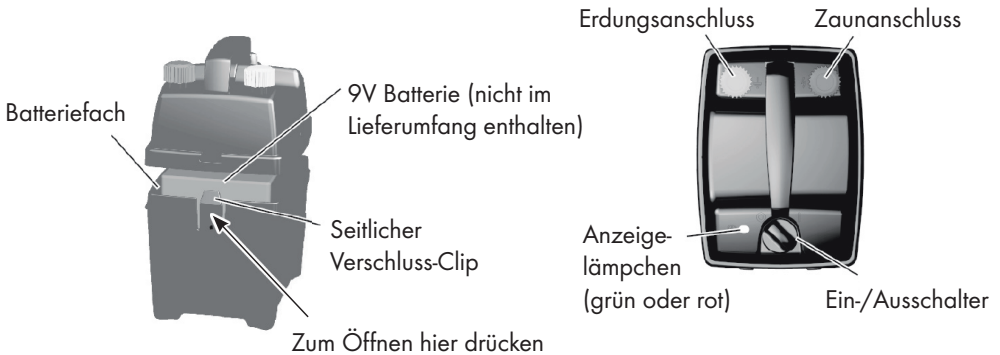 Erdungsanschluss
Zaunanschluss
Batteriefach
9V Batterie (nicht im
Lieferumfang enthalten)
Seitlicher
Verschluss-Clip
Zum Öffnen hier drücken
Anzeige-
lämpchen
(grün oder rot)
Ein-/Ausschalter